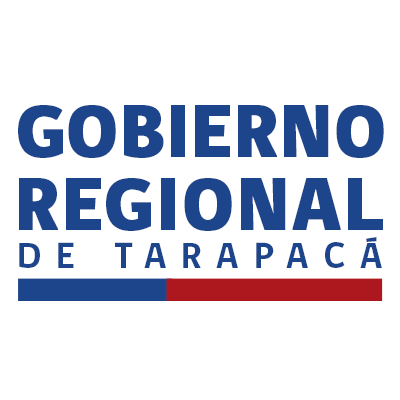 GOBIERNO
REGIONAL
DE TARAPACÁ